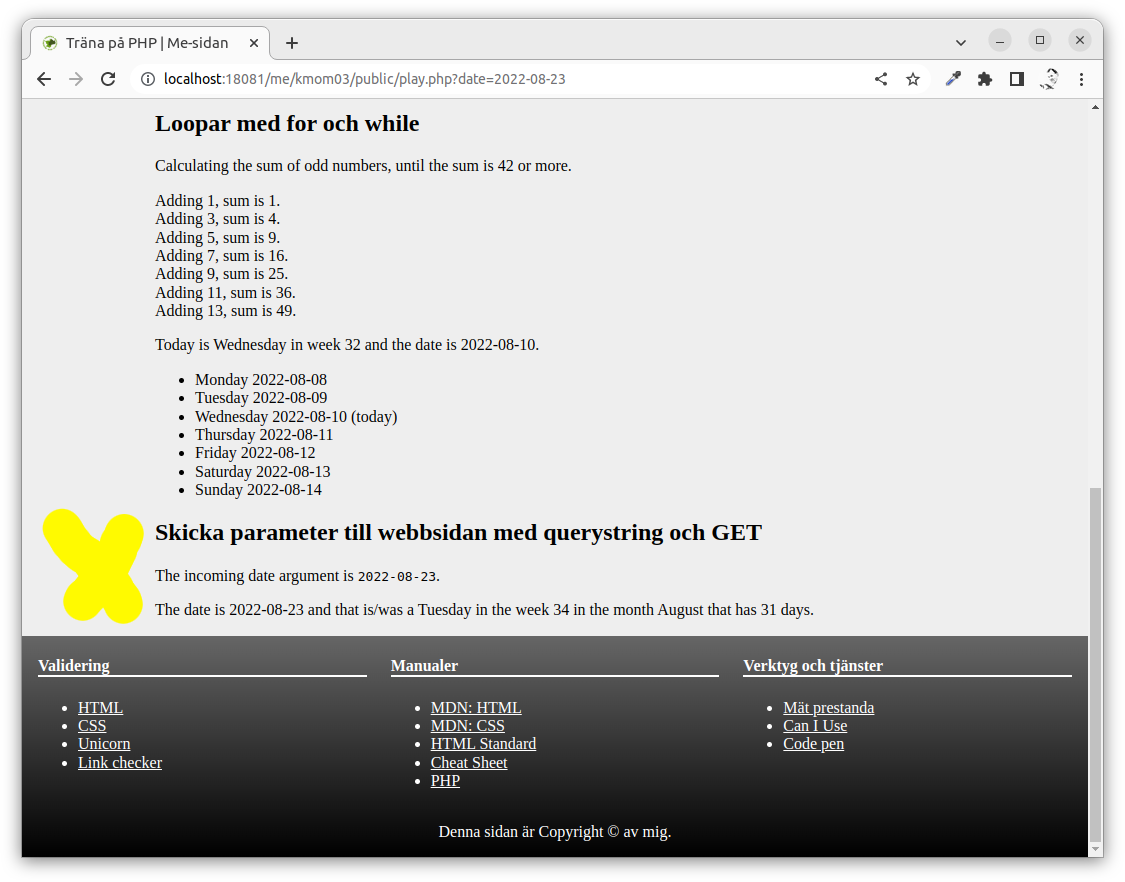 Träna på PHP | Me-sidan
localhost:18081/me/kmom03/public/play.php?date=2022-08-23
Loopar med for och while
Calculating the sum of odd numbers, until the sum is 42 or more.
Adding 1, sum is 1.
Adding 3, sum is 4.
Adding 5, sum is 9.
Adding 7, sum is 16.
Adding 9, sum is 25.
Adding 11, sum is 36.
Adding 13, sum is 49.
Today is Wednesday in week 32 and the date is 2022-08-10.
Monday 2022-08-08
Tuesday 2022-08-09
Wednesday 2022-08-10 (today)
Thursday 2022-08-11
Friday 2022-08-12
Saturday 2022-08-13
Sunday 2022-08-14
Skicka parameter till webbsidan med querystring och GET
The incoming date argument is 2022-08-23.
The date is 2022-08-23 and that is/was a Tuesday in the week 34 in the month August that has 31 days.
Validering
HTML
CSS
Unicorn
Link checker
Manualer
MDN: HTML
MDN: CSS
HTML Standard
Cheat Sheet
PHP
Verktyg och tjänster
Mät prestanda
Can I Use
Code pen
Denna sidan är Copyright © av mig.